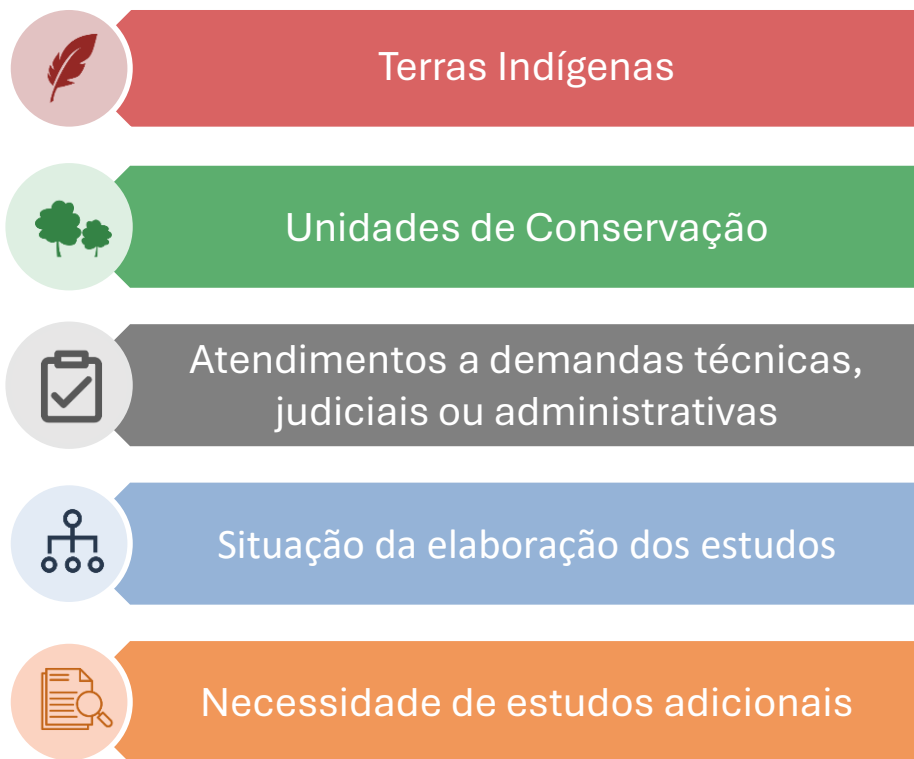 Terras Indígenas
Unidades de Conservação
Atendimentos a demandas técnicas,
judiciais ou administrativas
Situação da elaboração dos estudos
Necessidade de estudos adicionais